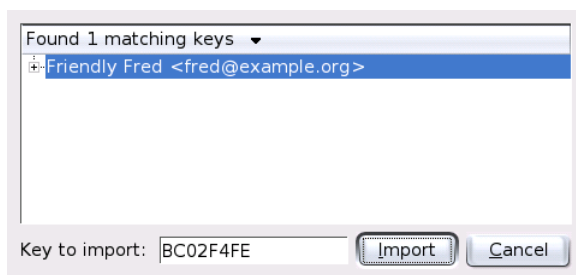 Found 1 matching keys
Friendly Fred <fred@example.org>
Key to import: BC02F4FE Import Cancel